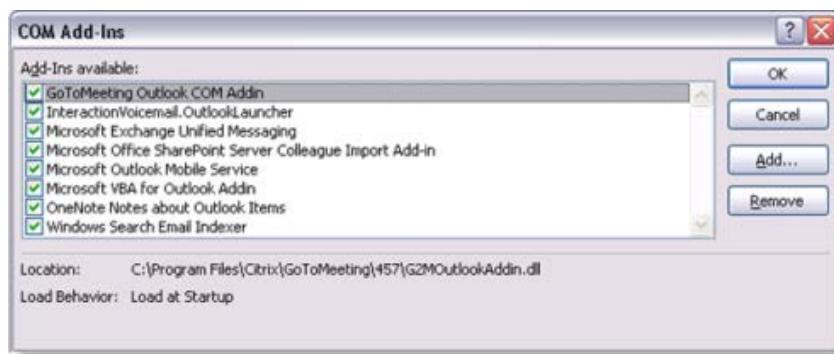 COM Add-Ins
Add-Ins available:
OK
GoToMeeting Outlook COM Addin
InteractionVoicemail.OutlookLauncher
Cancel
Microsoft Exchange Unified Messaging
Microsoft Office SharePoint Server Colleague Import Add-in
Add...
Microsoft Outlook Mobile Service
Microsoft VBA for Outlook Addin
Remove
OneNote Notes about Outlook Items
Windows Search Email Indexer
Location: C:\Program Files\Citrix\GoToMeeting\457\G2MOutlookAddin.dll
Load Behavior: Load at Startup